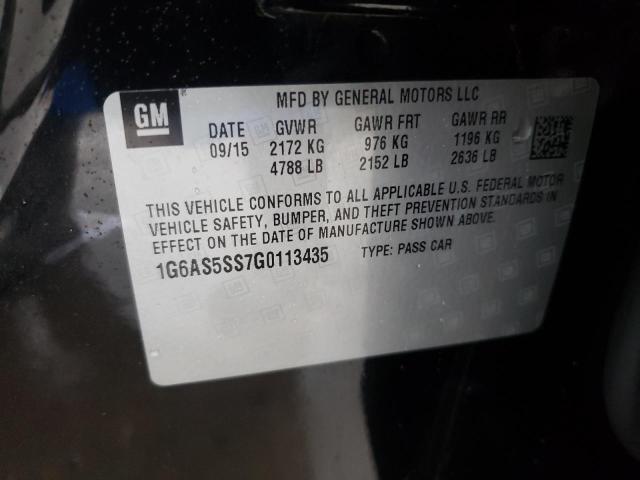 GM
MFD BY GENERAL MOTORS LLC
DATE GVWR GAWR FRT GAWR RR
09/15 2172 KG 976 KG 1196 KG
4788 LB 2152 LB 2636 LB
THIS VEHICLE CONFORMS TO ALL APPLICABLE U.S. FEDERAL MOTOR
VEHICLE SAFETY, BUMPER, AND THEFT PREVENTION STANDARDS IN
EFFECT ON THE DATE OF MANUFACTURE SHOWN ABOVE.
1G6AS5SS7G0113435 TYPE: PASS CAR